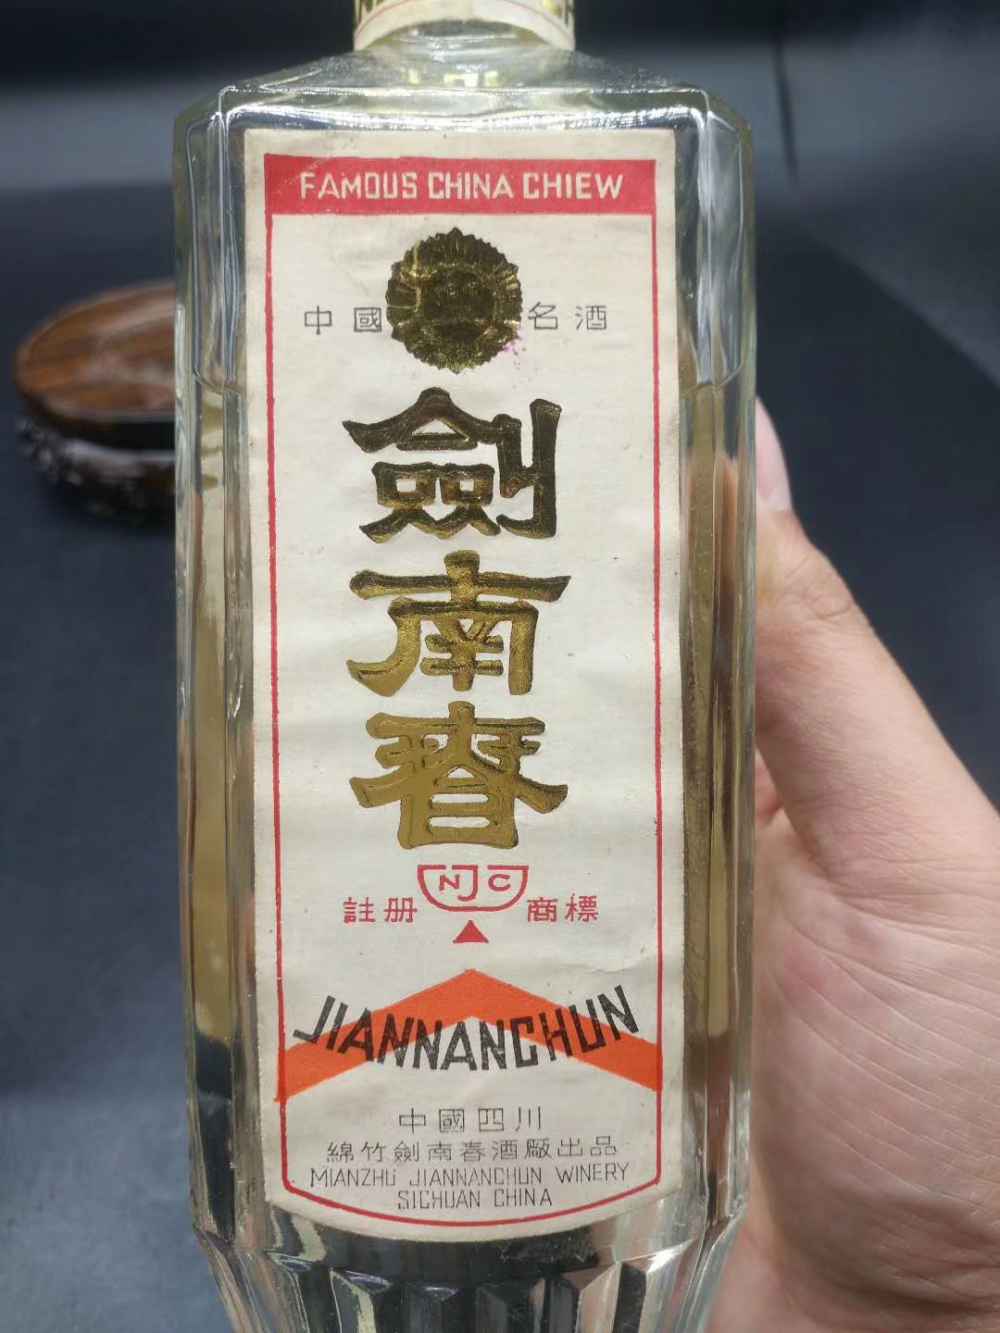 FAMOUS CHINA CHIEW
中國名酒
劍南春
NJC
註册商標
JIANNANCHUN
中國四川
綿竹劍南春酒廠出品
MIANZHU JIANNANCHUN WINERY
SICHUAN CHINA